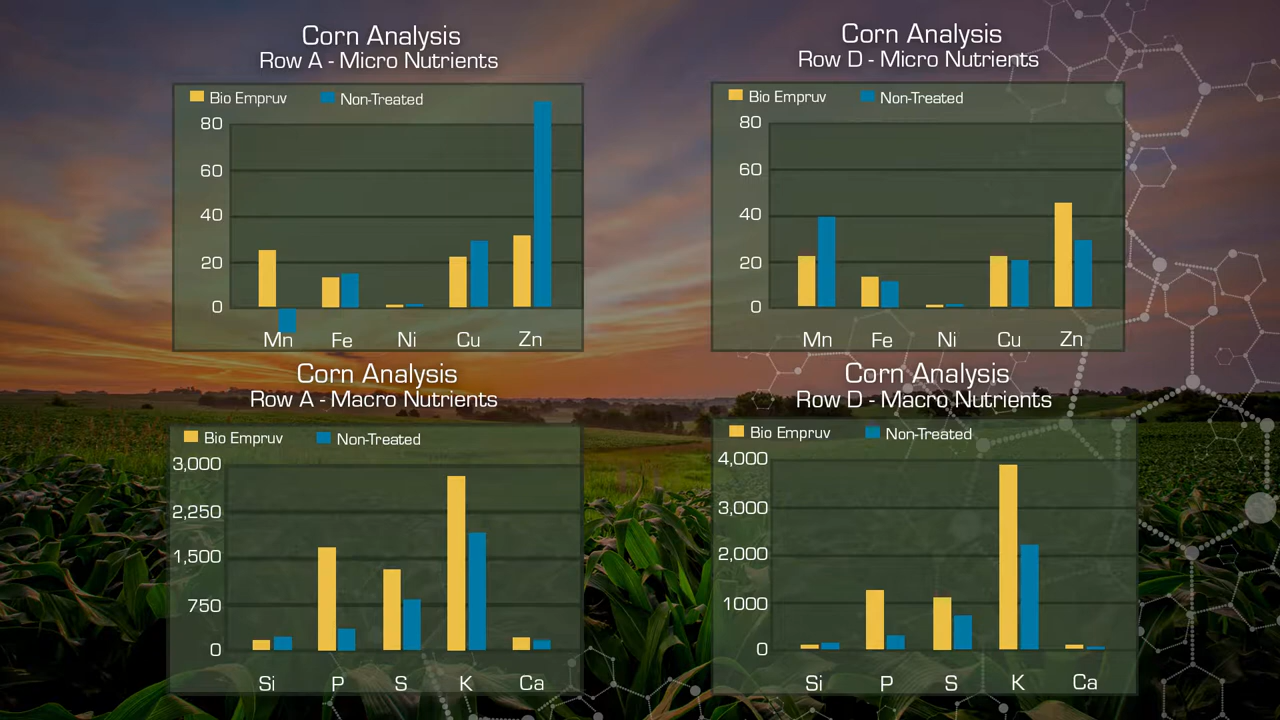 Corn Analysis
Row A - Micro Nutrients
Bio Empruv Non-Treated
80
60
40
20
0
Mn Fe Ni Cu Zn
Corn Analysis
Row D - Micro Nutrients
Bio Empruv Non-Treated
80
60
40
20
0
Mn Fe Ni Cu Zn
Corn Analysis
Row A - Macro Nutrients
Bio Empruv Non-Treated
3,000
2,250
1,500
750
0
Si P S K Ca
Corn Analysis
Row D - Macro Nutrients
Bio Empruv Non-Treated
4,000
3,000
2,000
1000
0
Si P S K Ca